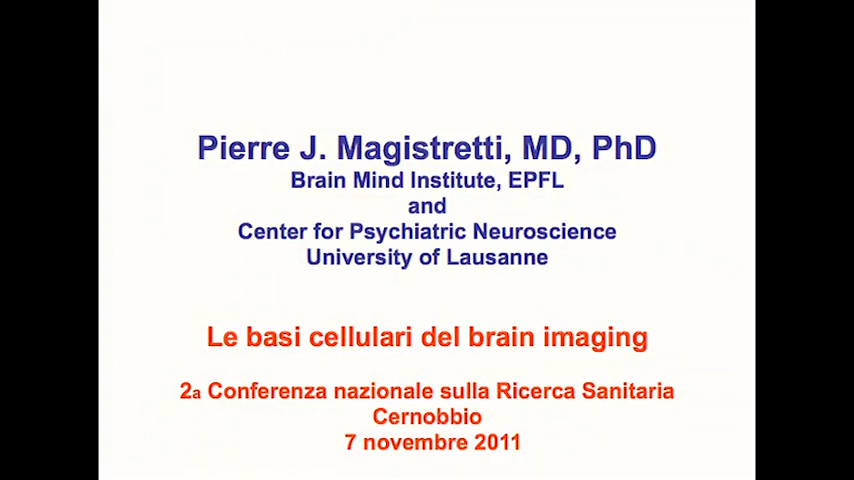 Pierre J. Magistretti, MD, PhD
Brain Mind Institute, EPFL
and
Center for Psychiatric Neuroscience
University of Lausanne
Le basi cellulari del brain imaging
2a Conferenza nazionale sulla Ricerca Sanitaria
Cernobbio
7 novembre 2011